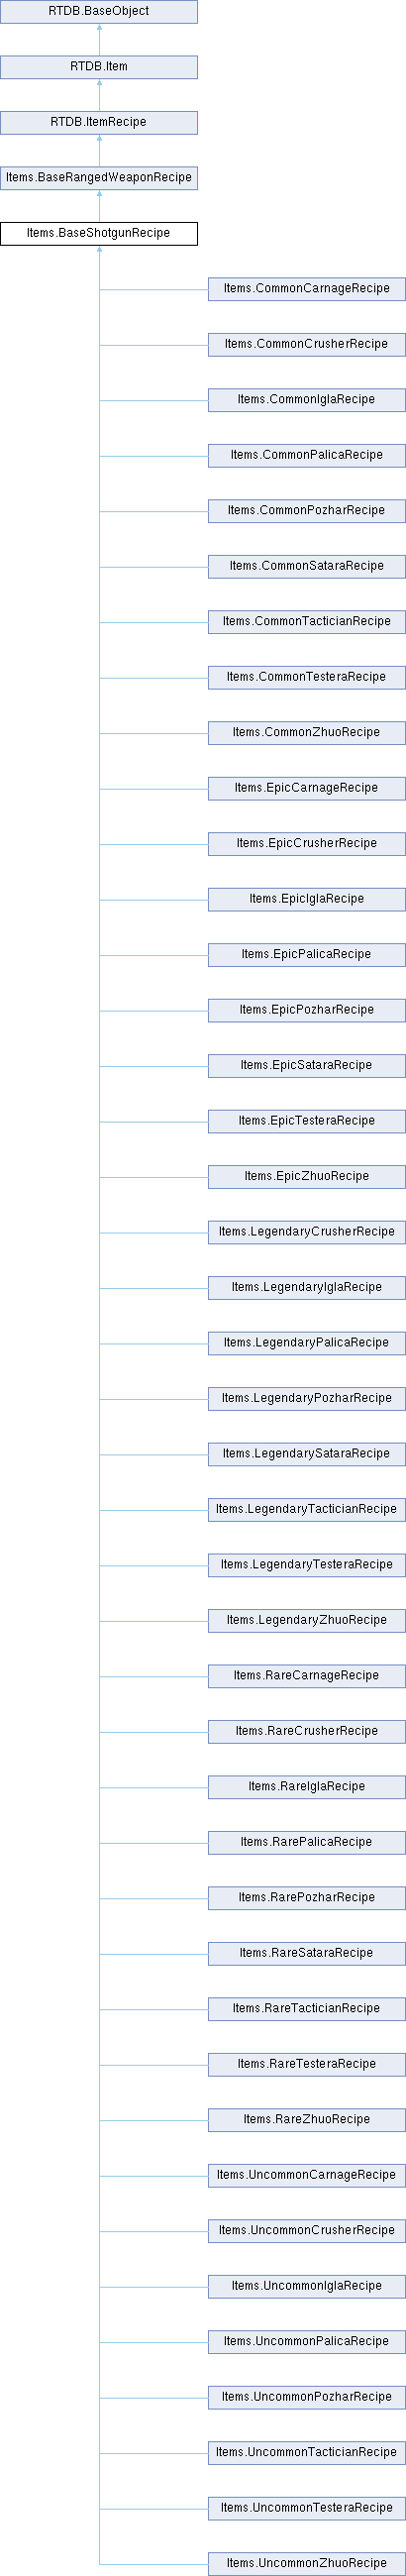 RTDB.BaseObject
RTDB.Item
RTDB.ItemRecipe
Items.BaseRangedWeaponRecipe
Items.BaseShotgunRecipe
Items.CommonCarnageRecipe
Items.CommonCrusherRecipe
Items.CommonIglaRecipe
Items.CommonPalicaRecipe
Items.CommonPozharRecipe
Items.CommonSataraRecipe
Items.CommonTacticianRecipe
Items.CommonTesteraRecipe
Items.CommonZhuoRecipe
Items.EpicCarnageRecipe
Items.EpicCrusherRecipe
Items.EpicIglaRecipe
Items.EpicPalicaRecipe
Items.EpicPozharRecipe
Items.EpicSataraRecipe
Items.EpicTesteraRecipe
Items.EpicZhuoRecipe
Items.LegendaryCrusherRecipe
Items.LegendaryIglaRecipe
Items.LegendaryPalicaRecipe
Items.LegendaryPozharRecipe
Items.LegendarySataraRecipe
Items.LegendaryTacticianRecipe
Items.LegendaryTesteraRecipe
Items.LegendaryZhuoRecipe
Items.RareCarnageRecipe
Items.RareCrusherRecipe
Items.RareIglaRecipe
Items.RarePalicaRecipe
Items.RarePozharRecipe
Items.RareSataraRecipe
Items.RareTacticianRecipe
Items.RareTesteraRecipe
Items.RareZhuoRecipe
Items.UncommonCarnageRecipe
Items.UncommonCrusherRecipe
Items.UncommonIglaRecipe
Items.UncommonPalicaRecipe
Items.UncommonPozharRecipe
Items.UncommonTacticianRecipe
Items.UncommonTesteraRecipe
Items.UncommonZhuoRecipe